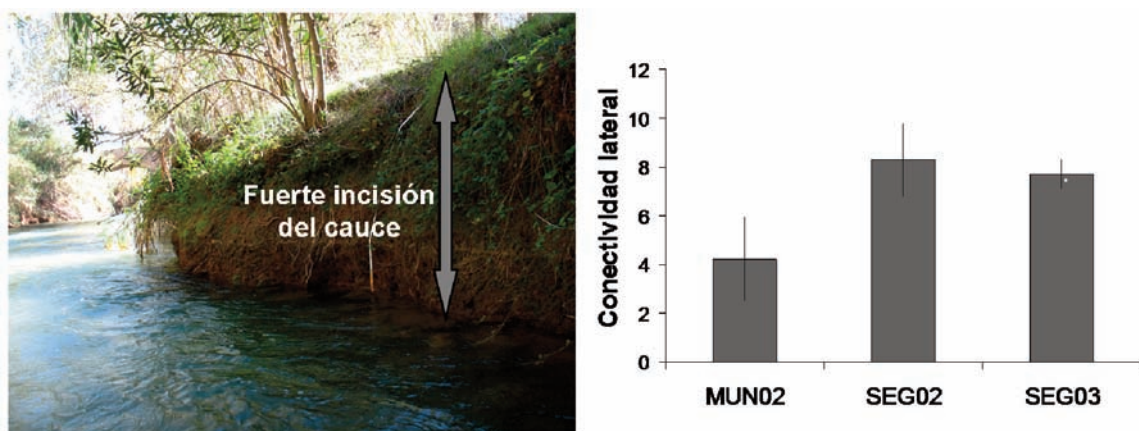 Fuerte incisión
del cauce
Conectividad lateral
12
10
8
6
4
2
0
MUN02 SEG02 SEG03